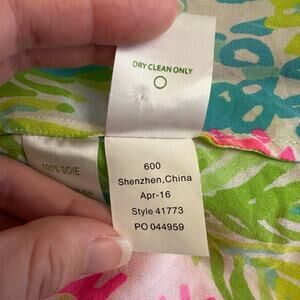 DRY CLEAN ONLY
100% SOIE
600
Shenzhen,China
Apr-16
Style 41773
PO 044959